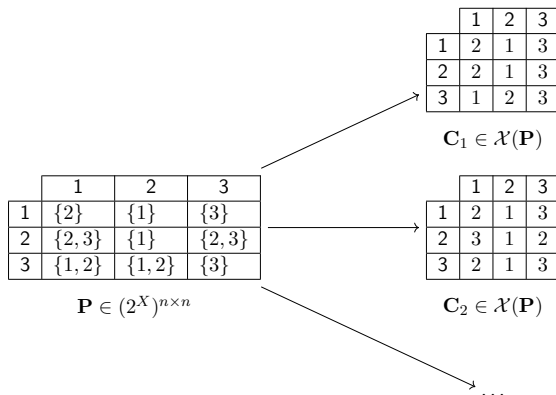 1 2 3
1 2 1 3
2 2 1 3
3 1 2 3
C₁ ∈ 𝒳(P)
1 2 3
1 {2} {1} {3}
2 {2, 3} {1} {2, 3}
3 {1, 2} {1, 2} {3}
P ∈ (2^X)^{n×n}
1 2 3
1 2 1 3
2 3 1 2
3 2 1 3
C₂ ∈ 𝒳(P)
...